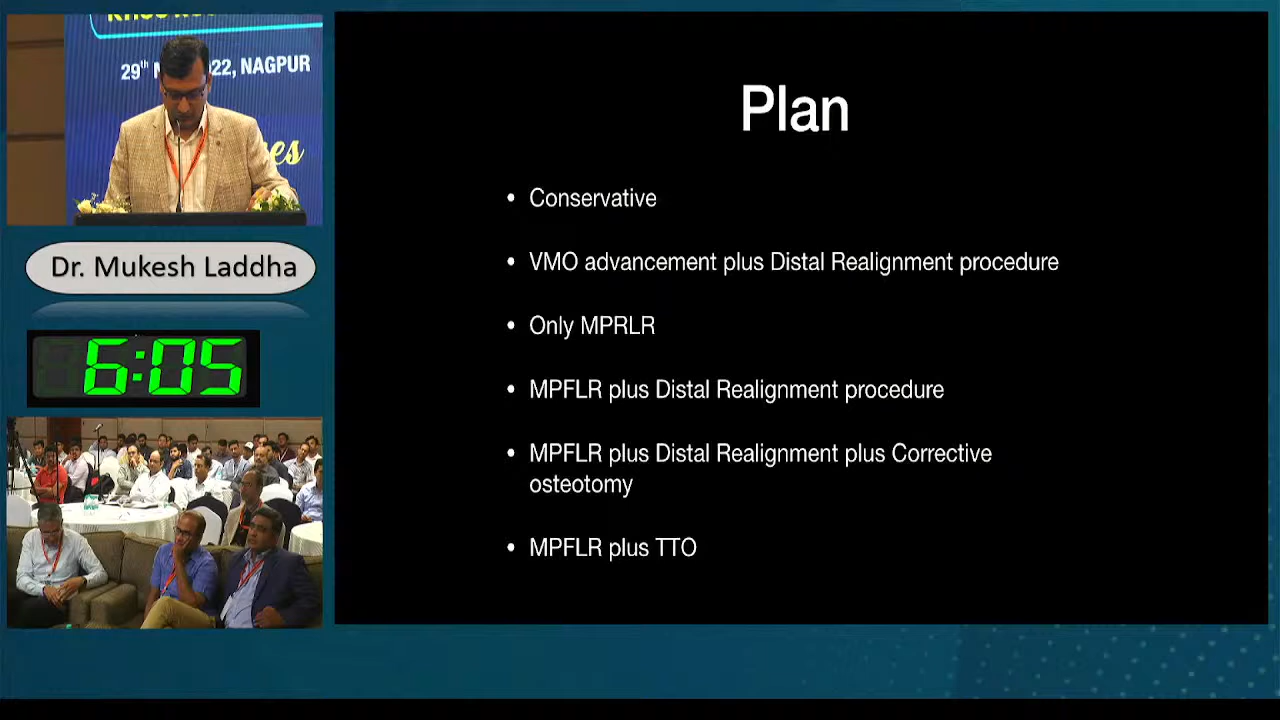 29th
22, NAGPUR
es
Dr. Mukesh Laddha
6:05
Plan
• Conservative
• VMO advancement plus Distal Realignment procedure
• Only MPRLR
• MPFLR plus Distal Realignment procedure
• MPFLR plus Distal Realignment plus Corrective
osteotomy
• MPFLR plus TTO